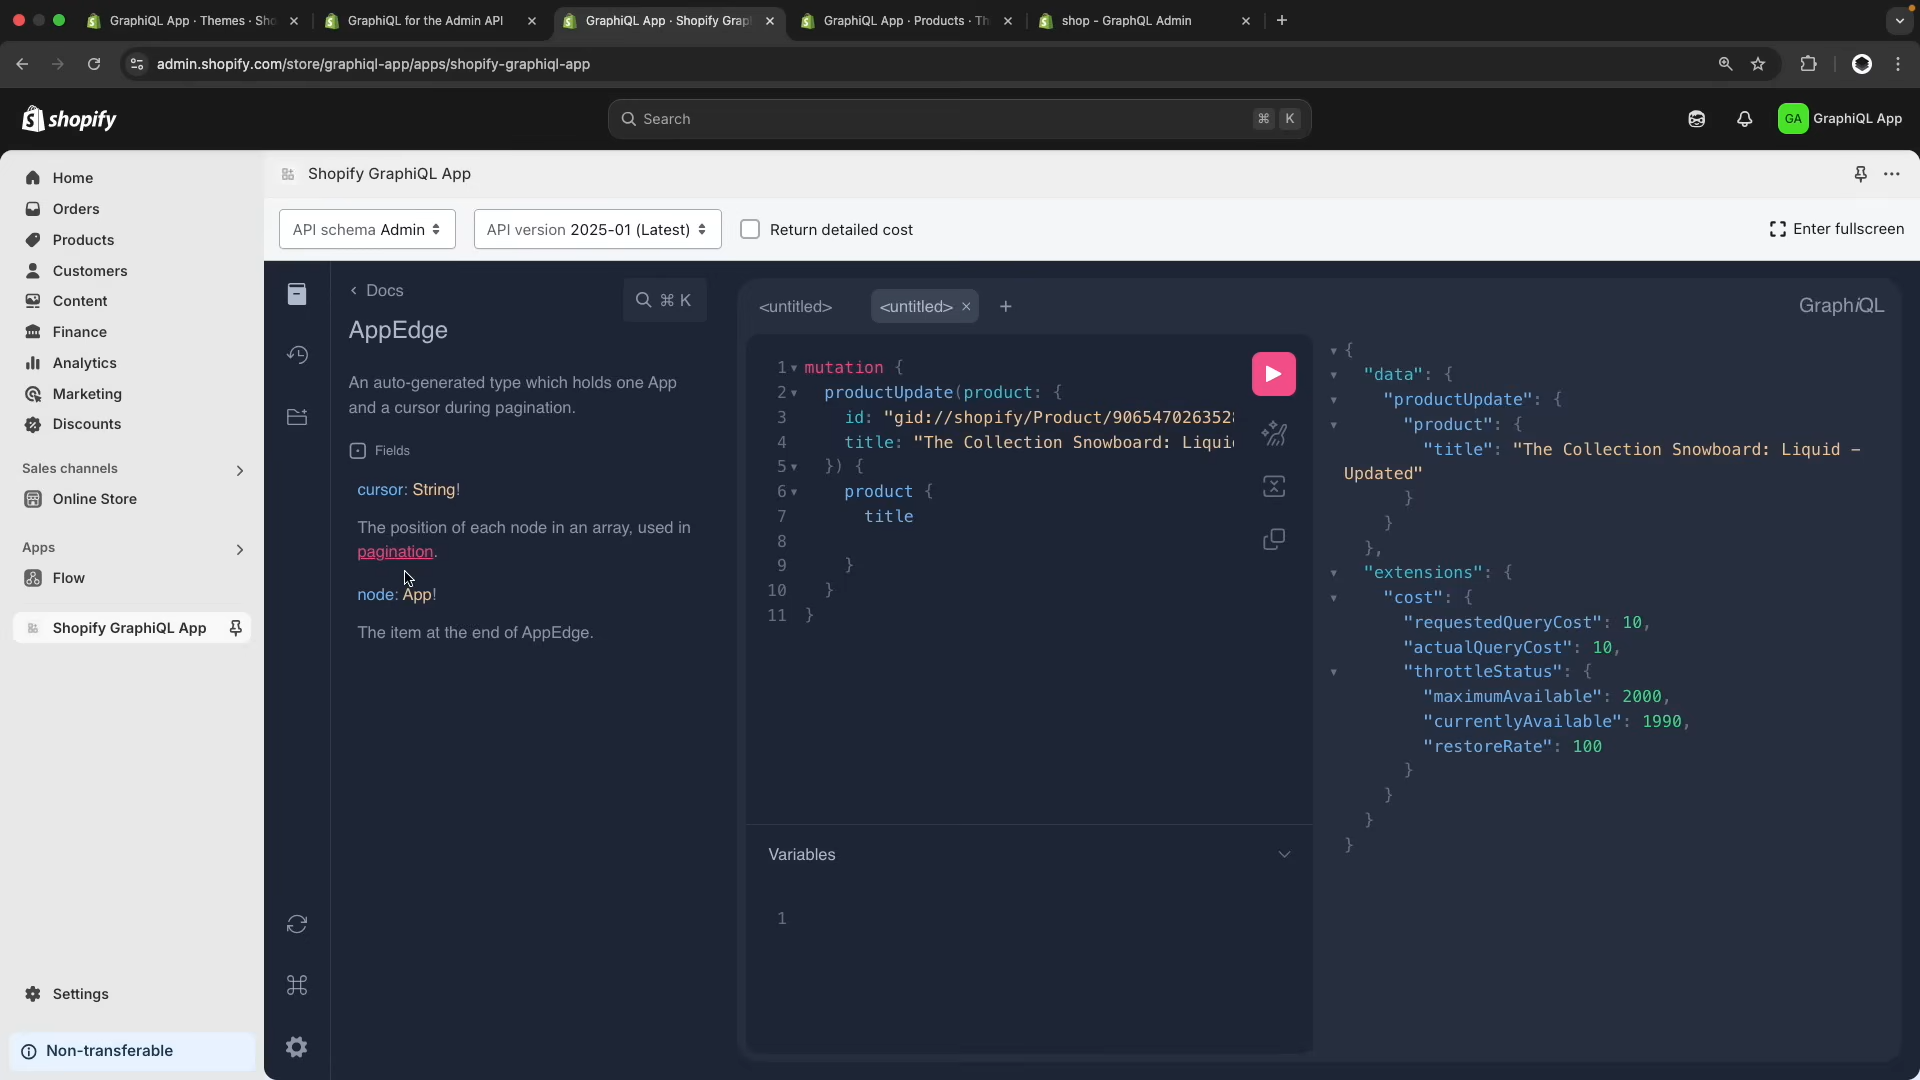 GraphiQL App · Themes · Sho
GraphiQL for the Admin API
GraphiQL App · Shopify Grap
GraphiQL App · Products · Th
shop - GraphQL Admin
admin.shopify.com/store/graphiql-app/apps/shopify-graphiql-app
shopify
Search
⌘ K
GA GraphiQL App
Home
Orders
Products
Customers
Content
Finance
Analytics
Marketing
Discounts
Sales channels
Online Store
Apps
Flow
Shopify GraphiQL App
Settings
Non-transferable
Shopify GraphiQL App
API schema Admin
API version 2025-01 (Latest)
Return detailed cost
Enter fullscreen
Docs
⌘ K
AppEdge
An auto-generated type which holds one App
and a cursor during pagination.
Fields
cursor: String!
The position of each node in an array, used in
pagination.
node: App!
The item at the end of AppEdge.
<untitled>
<untitled>
GraphiQL
1 mutation {
2 productUpdate(product: {
3 id: "gid://shopify/Product/906547026352
4 title: "The Collection Snowboard: Liqui
5 }) {
6 product {
7 title
8
9 }
10 }
11 }
Variables
1
{
"data": {
"productUpdate": {
"product": {
"title": "The Collection Snowboard: Liquid –
Updated"
}
}
},
"extensions": {
"cost": {
"requestedQueryCost": 10,
"actualQueryCost": 10,
"throttleStatus": {
"maximumAvailable": 2000,
"currentlyAvailable": 1990,
"restoreRate": 100
}
}
}
}